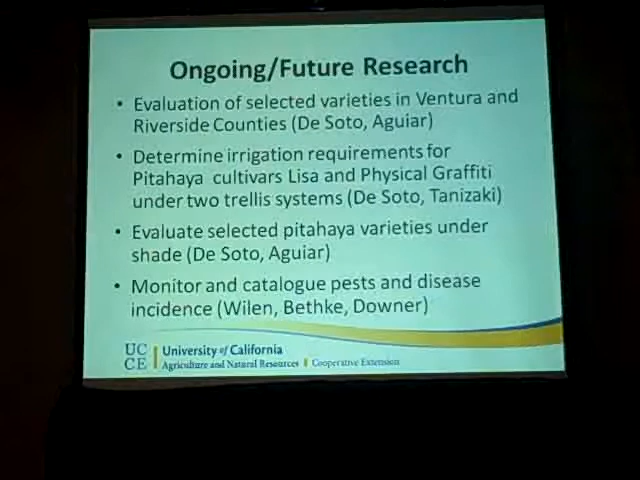 Ongoing/Future Research
• Evaluation of selected varieties in Ventura and
Riverside Counties (De Soto, Aguiar)
• Determine irrigation requirements for
Pitahaya cultivars Lisa and Physical Graffiti
under two trellis systems (De Soto, Tanizaki)
• Evaluate selected pitahaya varieties under
shade (De Soto, Aguiar)
• Monitor and catalogue pests and disease
incidence (Wilen, Bethke, Downer)
UC
CE
University of California
Agriculture and Natural Resources
Cooperative Extension